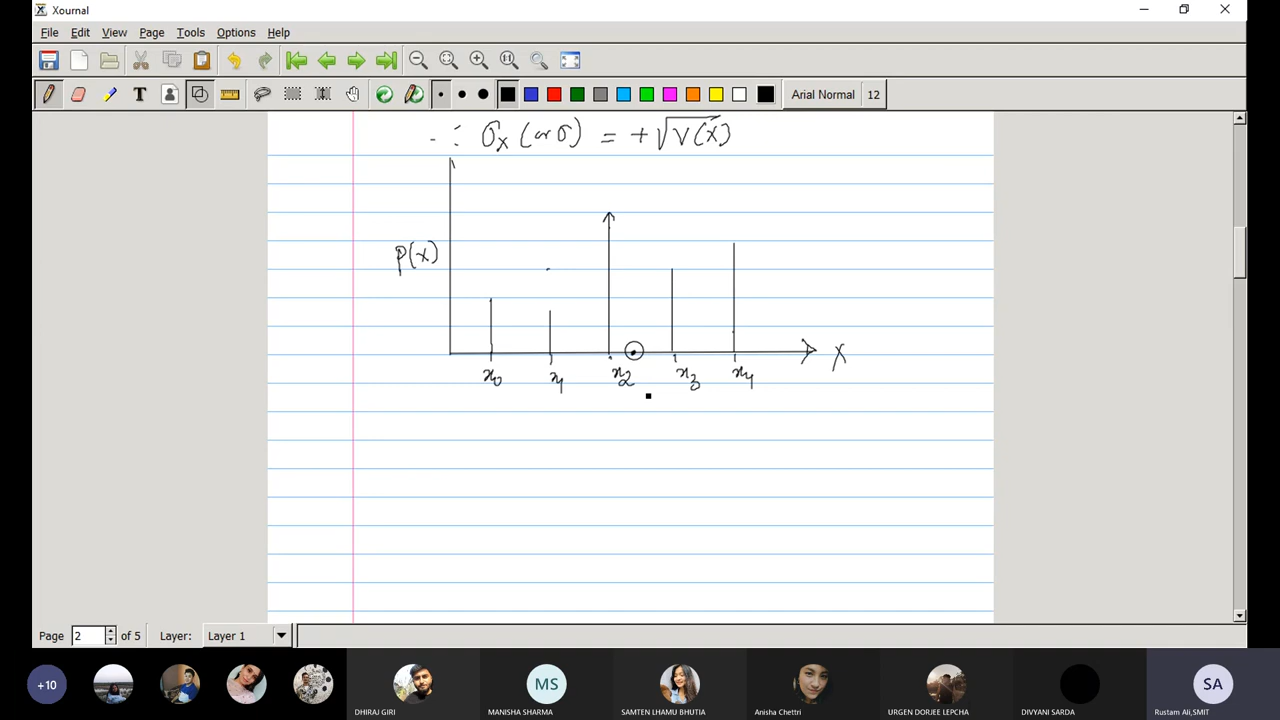 Xournal
File Edit View Page Tools Options Help
T Arial Normal 12
∴ σx (or σ) = +√V(X)
p(x)
x0 x1 x2 x3 x4 X
Page 2 of 5 Layer: Layer 1
+10 MS SA
DHIRAJ GIRI MANISHA SHARMA SAMTEN LHAMU BHUTIA Anisha Chettri URGEN DORJEE LEPCHA DIVYANI SARDA Rustam Ali,SMIT